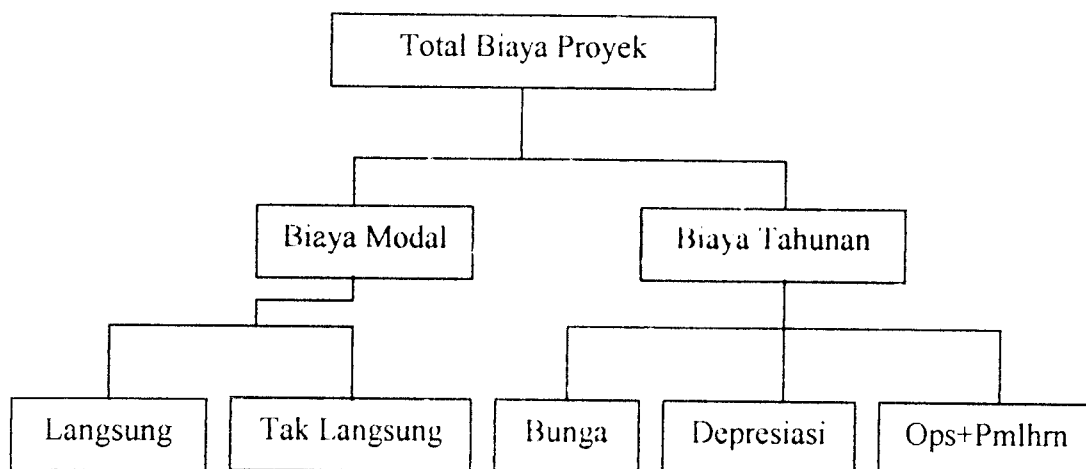 Total Biaya Proyek
Biaya Modal
Biaya Tahunan
Langsung
Tak Langsung
Bunga
Depresiasi
Ops+Pmlhrn